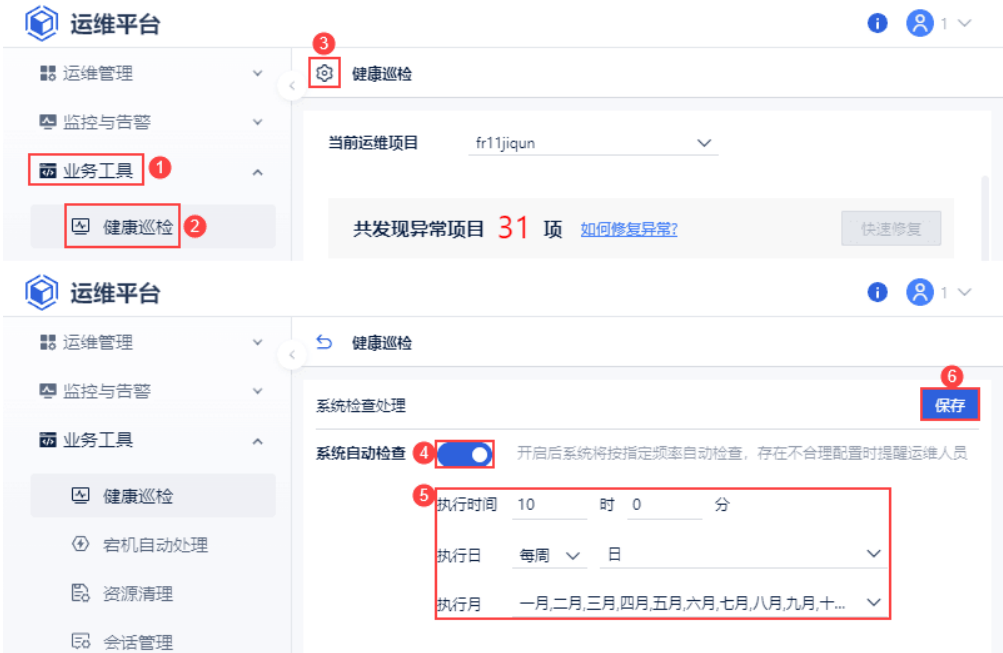 运维平台
1
运维管理
3
健康巡检
监控与告警
当前运维项目 fr11jiqun
业务工具 1
健康巡检 2
共发现异常项目 31 项 如何修复异常? 快速修复
运维平台
1
运维管理
健康巡检
6
监控与告警
系统检查处理 保存
业务工具
系统自动检查 4 开启后系统将按指定频率自动检查，存在不合理配置时提醒运维人员
健康巡检
5 执行时间 10 时 0 分
宕机自动处理
执行日 每周 日
资源清理
执行月 一月,二月,三月,四月,五月,六月,七月,八月,九月,十...
会话管理